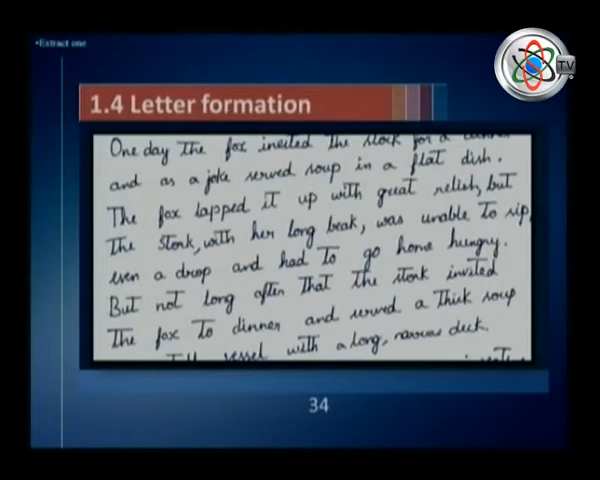 •Extract one
TV
1.4 Letter formation
One day the fox invited the stock for a dinner
and as a joke served soup in a flat dish.
The fox lapped it up with great relish, but
the stork, with her long beak, was unable to sip,
even a drop and had to go home hungry.
But not long after that the stork invited
the fox to dinner and served a thick soup
vessel with a long, narrow
34